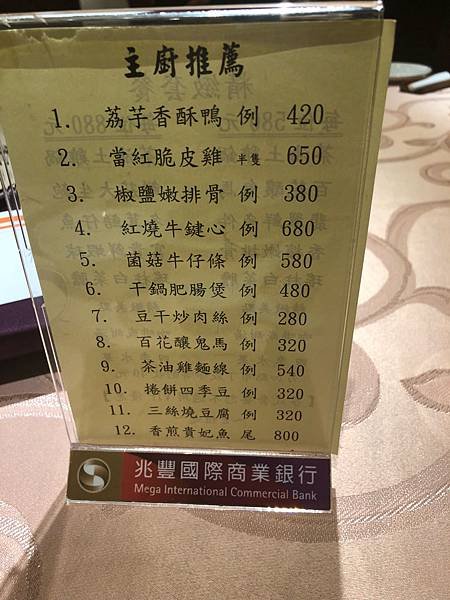 主廚推薦
1. 荔芋香酥鴨 例 420
2. 當紅脆皮雞 半隻 650
3. 椒鹽嫩排骨 例 380
4. 紅燒牛鍵心 例 680
5. 菌菇牛仔條 例 580
6. 干鍋肥腸煲 例 480
7. 豆干炒肉絲 例 280
8. 百花釀鬼馬 例 320
9. 茶油雞麵線 例 540
10. 捲餅四季豆 例 320
11. 三絲燒豆腐 例 320
12. 香煎貴妃魚 尾 800
兆豐國際商業銀行
Mega International Commercial Bank